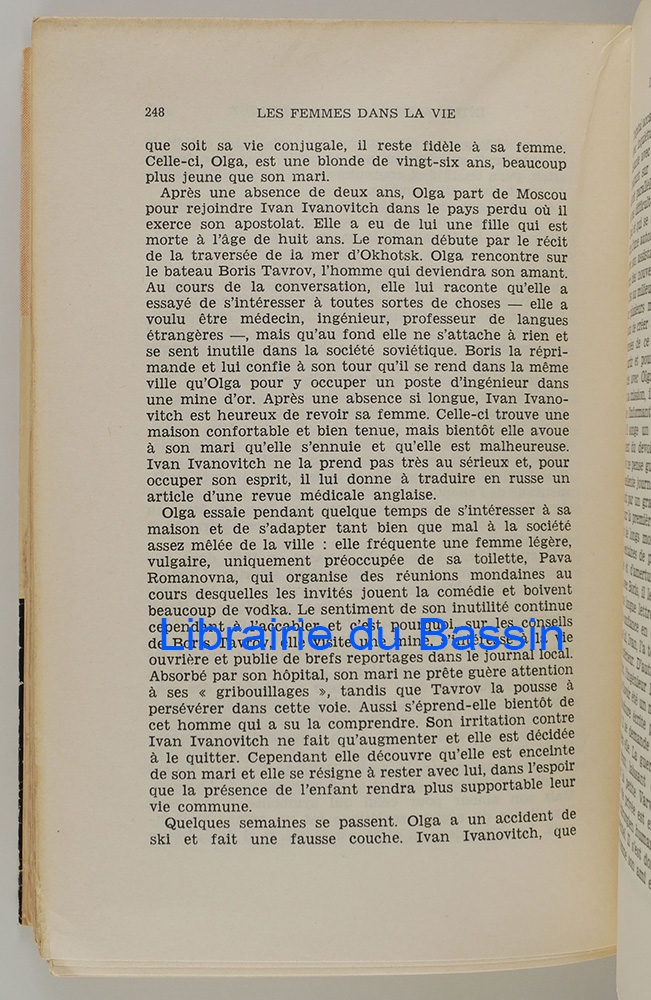 248 LES FEMMES DANS LA VIE
que soit sa vie conjugale, il reste fidèle à sa femme.
Celle-ci, Olga, est une blonde de vingt-six ans, beaucoup
plus jeune que son mari.
Après une absence de deux ans, Olga part de Moscou
pour rejoindre Ivan Ivanovitch dans le pays perdu où il
exerce son apostolat. Elle a eu de lui une fille qui est
morte à l'âge de huit ans. Le roman débute par le récit
de la traversée de la mer d'Okhotsk. Olga rencontre sur
le bateau Boris Tavrov, l'homme qui deviendra son amant.
Au cours de la conversation, elle lui raconte qu'elle a
essayé de s'intéresser à toutes sortes de choses — elle a
voulu être médecin, ingénieur, professeur de langues
étrangères —, mais qu'au fond elle ne s'attache à rien et
se sent inutile dans la société soviétique. Boris la répri-
mande et lui confie à son tour qu'il se rend dans la même
ville qu'Olga pour y occuper un poste d'ingénieur dans
une mine d'or. Après une absence si longue, Ivan Ivano-
vitch est heureux de revoir sa femme. Celle-ci trouve une
maison confortable et bien tenue, mais bientôt elle avoue
à son mari qu'elle s'ennuie et qu'elle est malheureuse.
Ivan Ivanovitch ne la prend pas très au sérieux et, pour
occuper son esprit, il lui donne à traduire en russe un
article d'une revue médicale anglaise.
Olga essaie pendant quelque temps de s'intéresser à sa
maison et de s'adapter tant bien que mal à la société
assez mêlée de la ville : elle fréquente une femme légère,
vulgaire, uniquement préoccupée de sa toilette, Pava
Romanovna, qui organise des réunions mondaines au
cours desquelles les invités jouent la comédie et boivent
beaucoup de vodka. Le sentiment de son inutilité continue
cependant à l'accabler et c'est pourquoi, sur les conseils
de Boris Tavrov, elle visite une mine, s'intéresse à la vie
Librairie du Bassin
ouvrière et publie de brefs reportages dans le journal local.
Absorbé par son hôpital, son mari ne prête guère attention
à ses « gribouillages », tandis que Tavrov la pousse à
persévérer dans cette voie. Aussi s'éprend-elle bientôt de
cet homme qui a su la comprendre. Son irritation contre
Ivan Ivanovitch ne fait qu'augmenter et elle est décidée
à le quitter. Cependant elle découvre qu'elle est enceinte
de son mari et elle se résigne à rester avec lui, dans l'espoir
que la présence de l'enfant rendra plus supportable leur
vie commune.
Quelques semaines se passent. Olga a un accident de
ski et fait une fausse couche. Ivan Ivanovitch, que